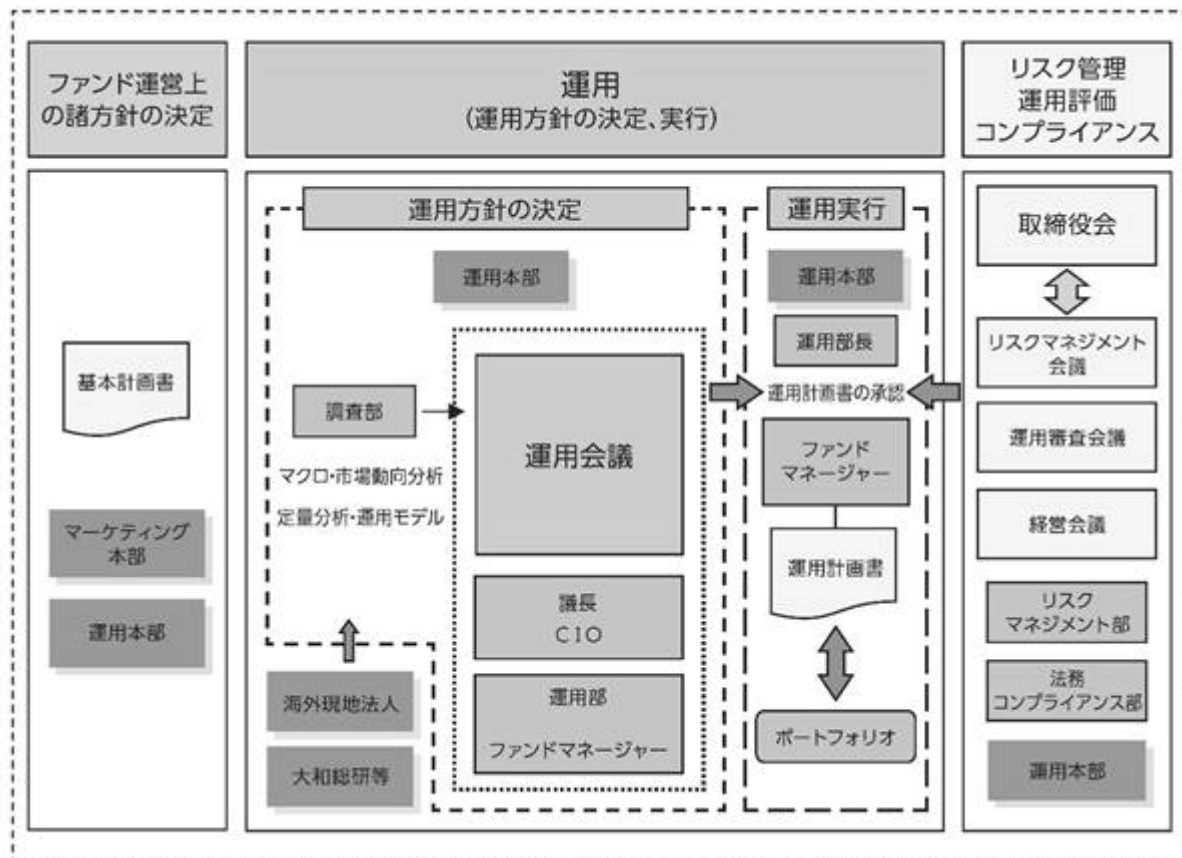 ファンド運営上
の諸方針の決定
運用
(運用方針の決定、実行)
リスク管理
運用評価
コンプライアンス
基本計画書
マーケティング
本部
運用本部
運用方針の決定
運用本部
調査部
マクロ・市場動向分析
定量分析・運用モデル
運用会議
議長
CIO
運用部
ファンドマネージャー
海外現地法人
大和総研等
運用実行
運用本部
運用部長
運用計画書の承認
ファンド
マネージャー
運用計画書
ポートフォリオ
取締役会
リスクマネジメント
会議
運用審査会議
経営会議
リスク
マネジメント部
法務
コンプライアンス部
運用本部